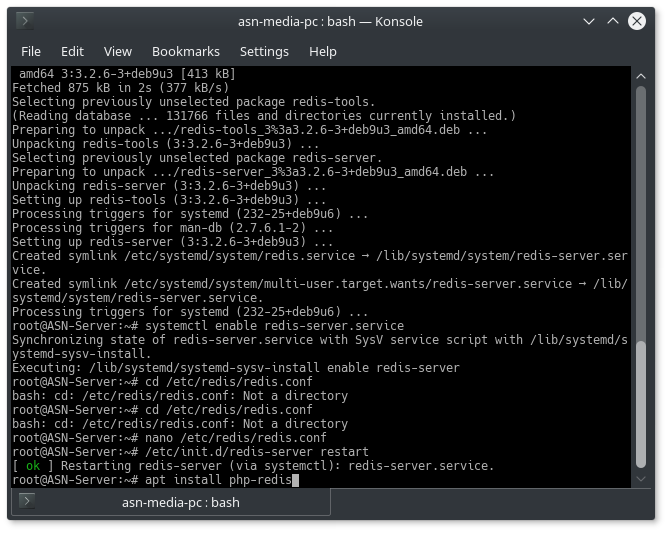 asn-media-pc : bash — Konsole
File Edit View Bookmarks Settings Help
amd64 3:3.2.6-3+deb9u3 [413 kB]
Fetched 875 kB in 2s (377 kB/s)
Selecting previously unselected package redis-tools.
(Reading database ... 131766 files and directories currently installed.)
Preparing to unpack .../redis-tools_3%3a3.2.6-3+deb9u3_amd64.deb ...
Unpacking redis-tools (3:3.2.6-3+deb9u3) ...
Selecting previously unselected package redis-server.
Preparing to unpack .../redis-server_3%3a3.2.6-3+deb9u3_amd64.deb ...
Unpacking redis-server (3:3.2.6-3+deb9u3) ...
Setting up redis-tools (3:3.2.6-3+deb9u3) ...
Processing triggers for systemd (232-25+deb9u6) ...
Processing triggers for man-db (2.7.6.1-2) ...
Setting up redis-server (3:3.2.6-3+deb9u3) ...
Created symlink /etc/systemd/system/redis.service → /lib/systemd/system/redis-server.ser
vice.
Created symlink /etc/systemd/system/multi-user.target.wants/redis-server.service → /lib/
systemd/system/redis-server.service.
Processing triggers for systemd (232-25+deb9u6) ...
root@ASN-Server:~# systemctl enable redis-server.service
Synchronizing state of redis-server.service with SysV service script with /lib/systemd/s
ystemd-sysv-install.
Executing: /lib/systemd/systemd-sysv-install enable redis-server
root@ASN-Server:~# cd /etc/redis/redis.conf
bash: cd: /etc/redis/redis.conf: Not a directory
root@ASN-Server:~# cd /etc/redis/redis.conf
bash: cd: /etc/redis/redis.conf: Not a directory
root@ASN-Server:~# nano /etc/redis/redis.conf
root@ASN-Server:~# /etc/init.d/redis-server restart
[ ok ] Restarting redis-server (via systemctl): redis-server.service.
root@ASN-Server:~# apt install php-redis
asn-media-pc : bash